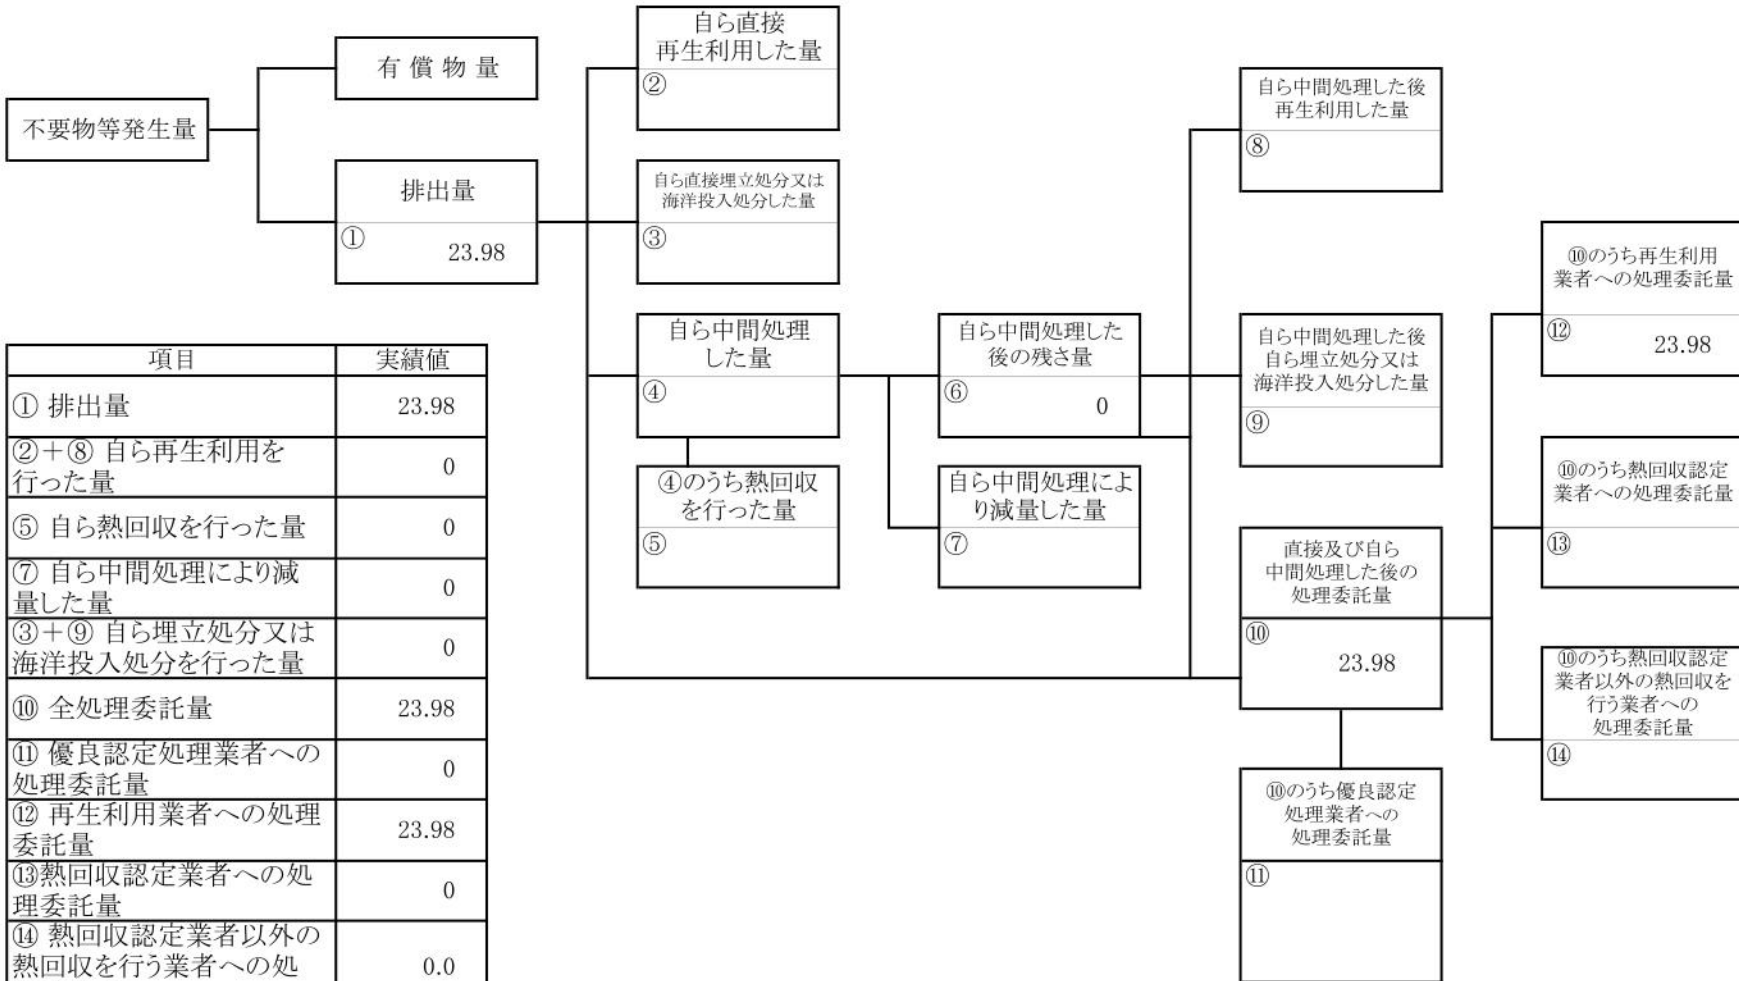 不要物等発生量
有償物量
排出量
①
23.98
自ら直接
再生利用した量
②
自ら直接埋立処分又は
海洋投入処分した量
③
自ら中間処理
した量
④
④のうち熱回収
を行った量
⑤
自ら中間処理した
後の残さ量
⑥
0
自ら中間処理によ
り減量した量
⑦
自ら中間処理した後
再生利用した量
⑧
自ら中間処理した後
自ら埋立処分又は
海洋投入処分した量
⑨
直接及び自ら
中間処理した後の
処理委託量
⑩
23.98
⑩のうち優良認定
処理業者への
処理委託量
⑪
⑩のうち再生利用
業者への処理委託量
⑫
23.98
⑩のうち熱回収認定
業者への処理委託量
⑬
⑩のうち熱回収認定
業者以外の熱回収を
行う業者への
処理委託量
⑭
項目 実績値
① 排出量 23.98
②+⑧ 自ら再生利用を
行った量 0
⑤ 自ら熱回収を行った量 0
⑦ 自ら中間処理により減
量した量 0
③+⑨ 自ら埋立処分又は
海洋投入処分を行った量 0
⑩ 全処理委託量 23.98
⑪ 優良認定処理業者への
処理委託量 0
⑫ 再生利用業者への処理
委託量 23.98
⑬熱回収認定業者への処
理委託量 0
⑭ 熱回収認定業者以外の
熱回収を行う業者への処 0.0